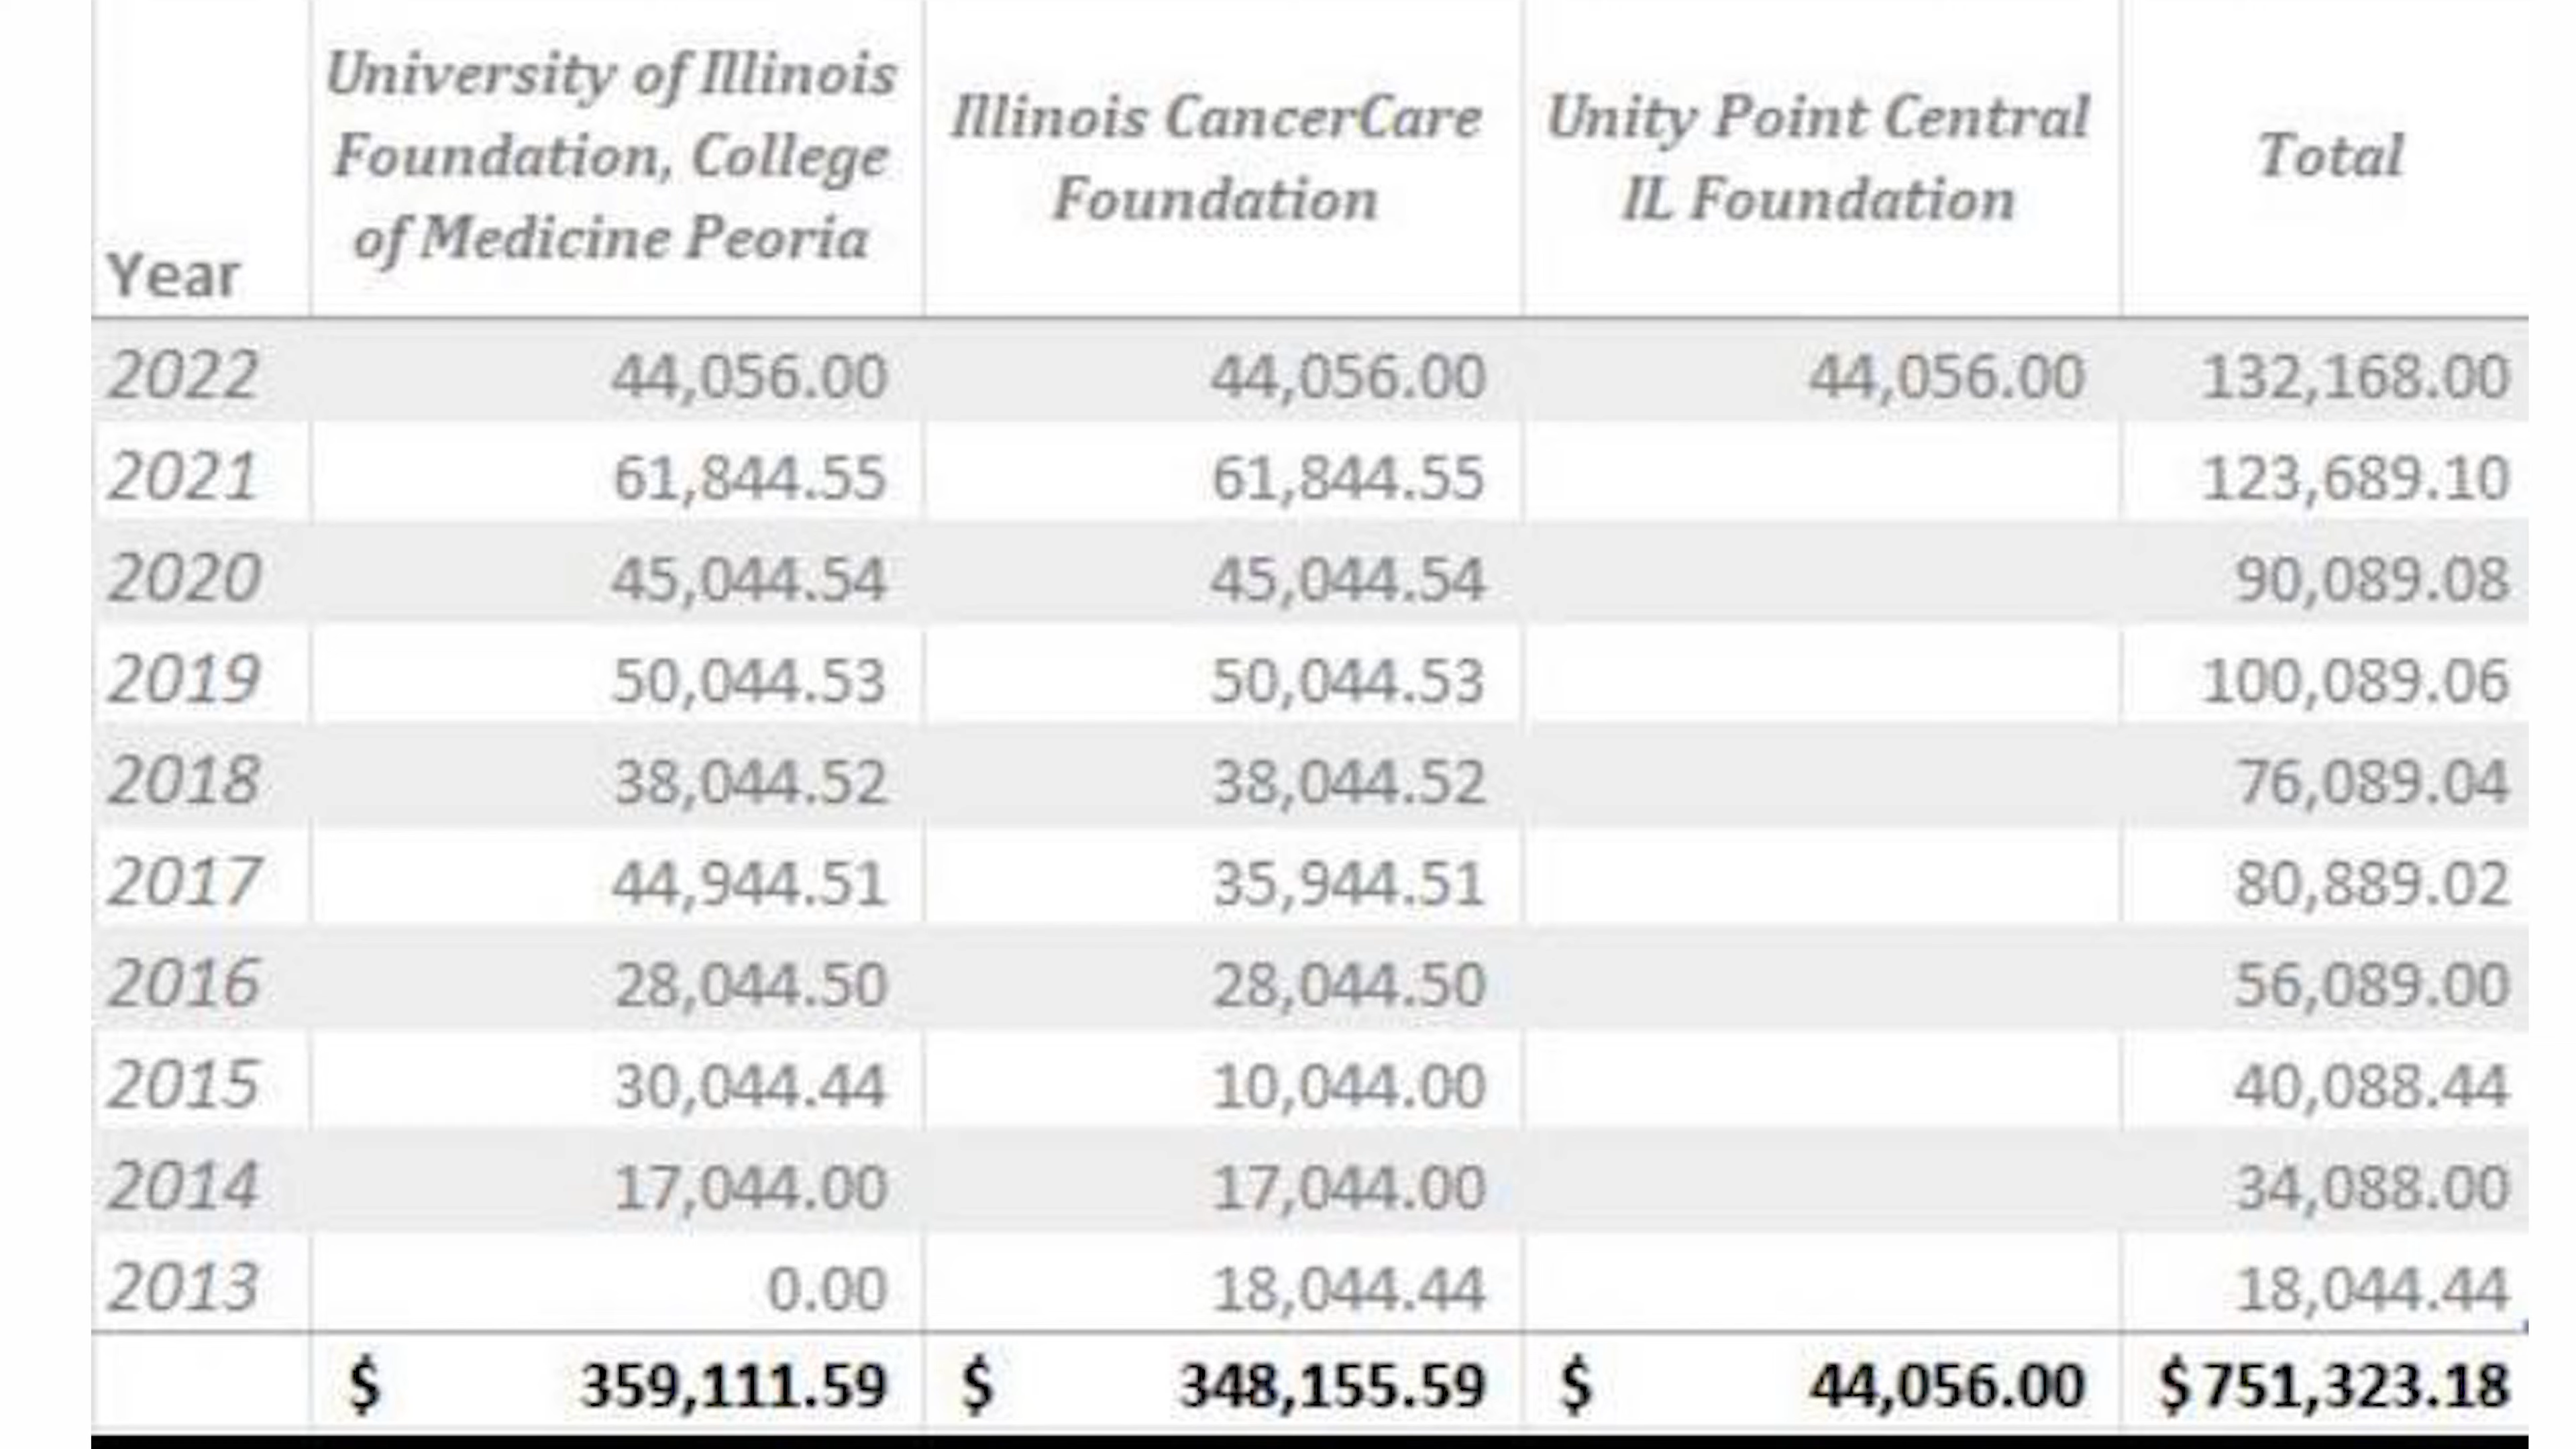 Year University of Illinois Foundation, College of Medicine Peoria Illinois CancerCare Foundation Unity Point Central IL Foundation Total
2022 44,056.00 44,056.00 44,056.00 132,168.00
2021 61,844.55 61,844.55 123,689.10
2020 45,044.54 45,044.54 90,089.08
2019 50,044.53 50,044.53 100,089.06
2018 38,044.52 38,044.52 76,089.04
2017 44,944.51 35,944.51 80,889.02
2016 28,044.50 28,044.50 56,089.00
2015 30,044.44 10,044.00 40,088.44
2014 17,044.00 17,044.00 34,088.00
2013 0.00 18,044.44 18,044.44
$ 359,111.59 $ 348,155.59 $ 44,056.00 $ 751,323.18